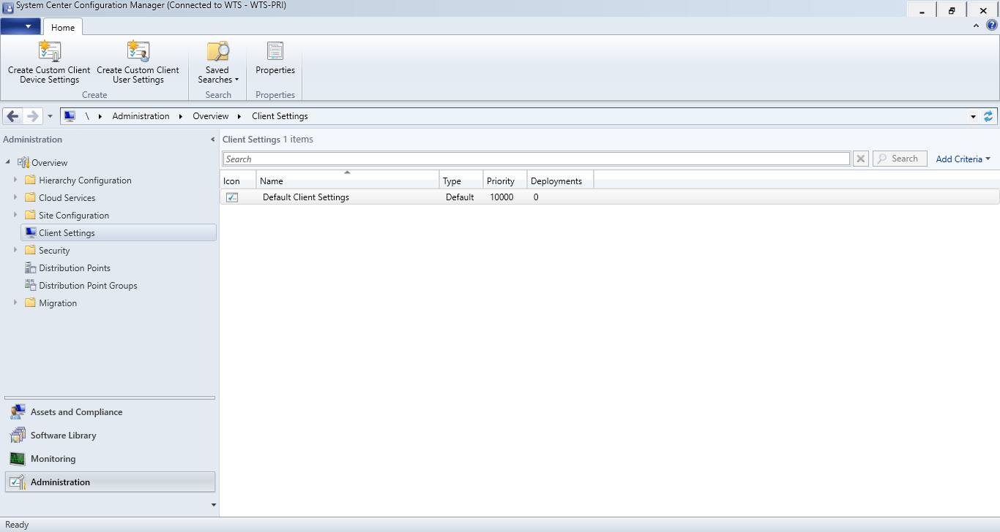 System Center Configuration Manager (Connected to WTS - WTS-PRI)
Home
Create Custom Client
Device Settings
Create Custom Client
User Settings
Saved
Searches
Properties
Create
Search
Properties
\ Administration Overview Client Settings
Administration
Client Settings 1 items
Search
Search
Add Criteria
Overview
Hierarchy Configuration
Cloud Services
Site Configuration
Client Settings
Security
Distribution Points
Distribution Point Groups
Migration
Icon Name Type Priority Deployments
Default Client Settings Default 10000 0
Assets and Compliance
Software Library
Monitoring
Administration
Ready